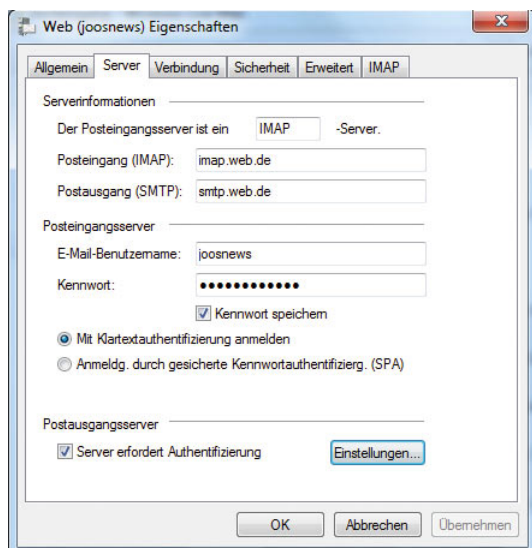 Web (joosnews) Eigenschaften
Allgemein Server Verbindung Sicherheit Erweitert IMAP
Serverinformationen
Der Posteingangsserver ist ein IMAP -Server.
Posteingang (IMAP): imap.web.de
Postausgang (SMTP): smtp.web.de
Posteingangsserver
E-Mail-Benutzername: joosnews
Kennwort: ●●●●●●●●●●●●
Kennwort speichern
Mit Klartextauthentifizierung anmelden
Anmeldg. durch gesicherte Kennwortauthentifizierg. (SPA)
Postausgangsserver
Server erfordert Authentifizierung Einstellungen...
OK Abbrechen Übernehmen